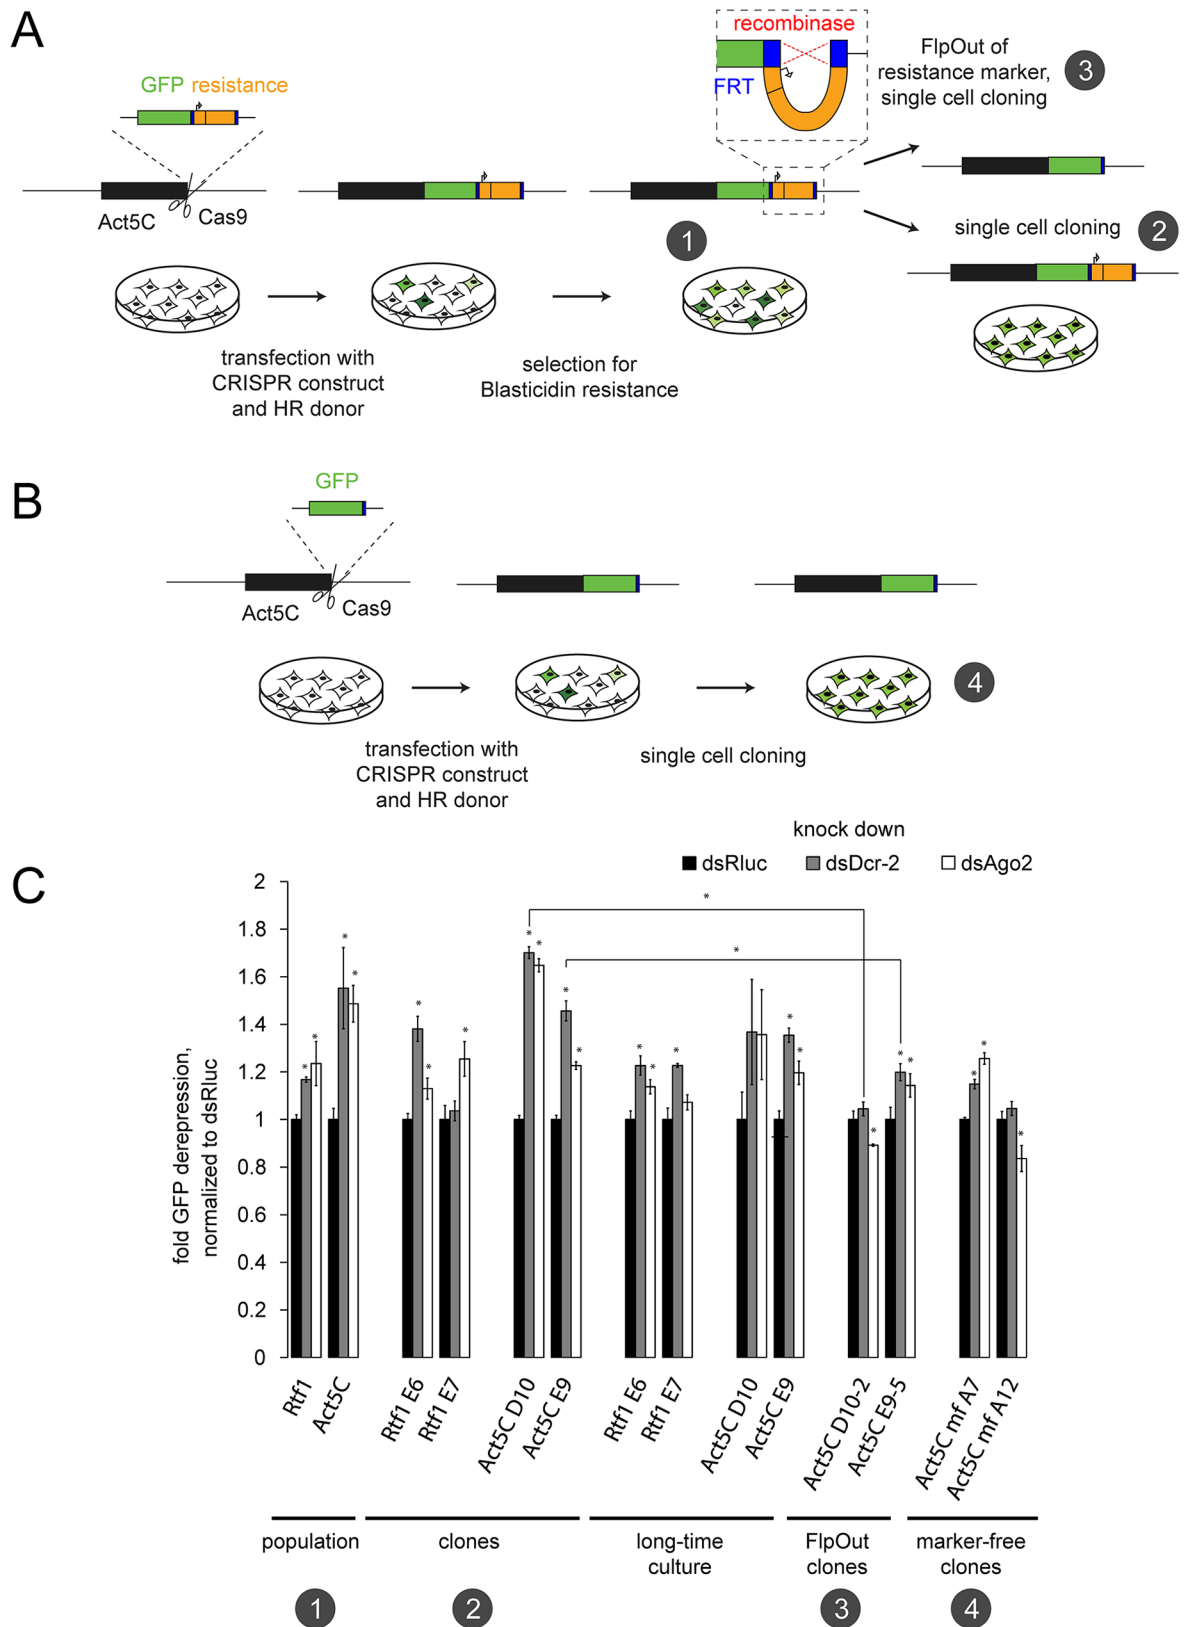 A
GFP resistance
Act5C
Cas9
recombinase
FRT
FlpOut of
resistance marker,
single cell cloning
3
single cell cloning
2
1
transfection with
CRISPR construct
and HR donor
selection for
Blasticidin resistance
B
GFP
Act5C
Cas9
4
transfection with
CRISPR construct
and HR donor
single cell cloning
C
knock down
dsRluc
dsDcr-2
dsAgo2
fold GFP derepression,
normalized to dsRluc
2
1.8
1.6
1.4
1.2
1
0.8
0.6
0.4
0.2
0
* * * *
* * *
* * * *
* * *
* *
* * *
* * *
*
*
Rtf1
Act5C
Rtf1 E6
Rtf1 E7
Act5C D10
Act5C E9
Rtf1 E6
Rtf1 E7
Act5C D10
Act5C E9
Act5C D10-2
Act5C E9-5
Act5C mf A7
Act5C mf A12
population
clones
long-time
culture
FlpOut
clones
marker-free
clones
1
2
3
4